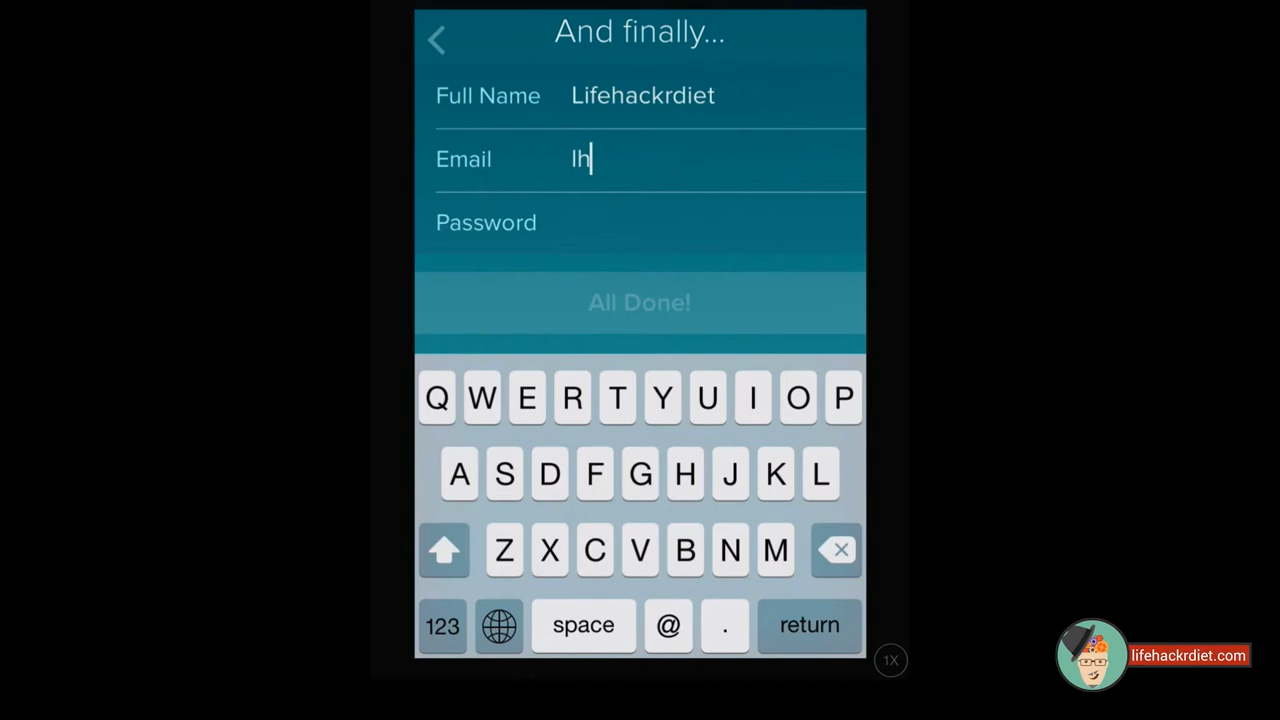 And finally...
Full Name Lifehackrdiet
Email lh
Password
All Done!
Q W E R T Y U I O P
A S D F G H J K L
Z X C V B N M
123 space @ . return
1X
lifehackrdiet.com